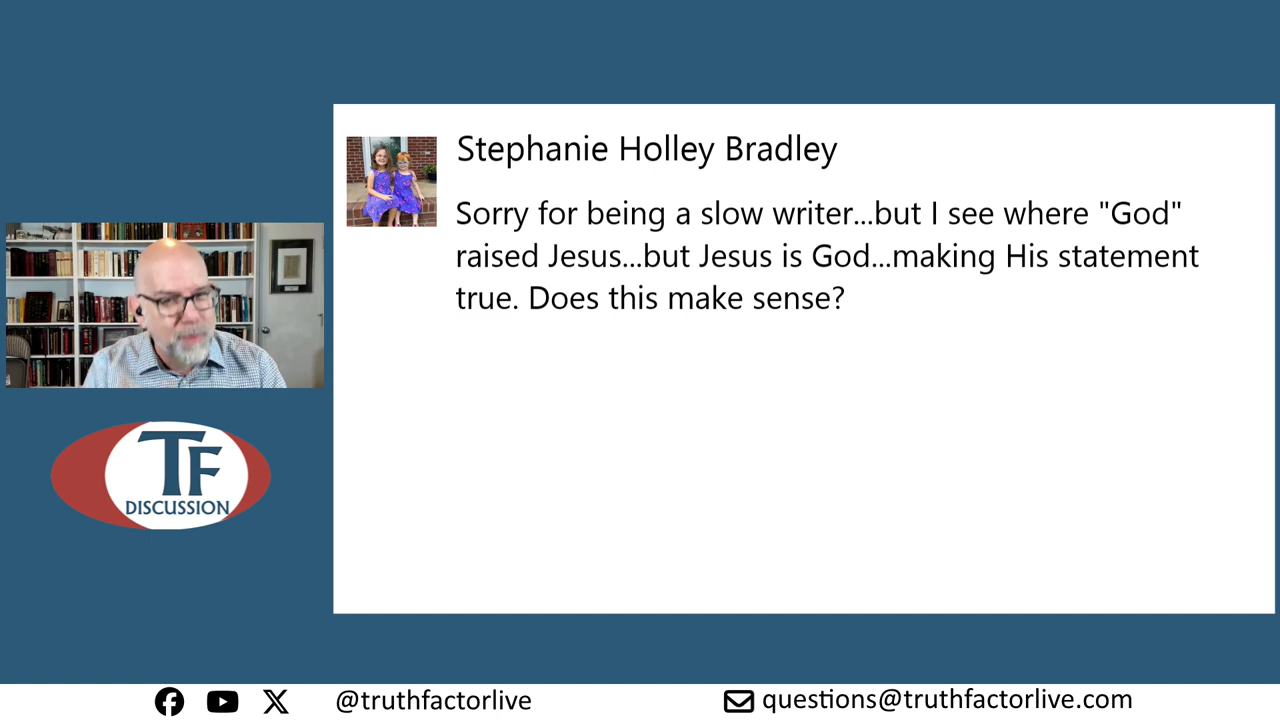 Stephanie Holley Bradley
Sorry for being a slow writer...but I see where "God"
raised Jesus...but Jesus is God...making His statement
true. Does this make sense?
TF
DISCUSSION
@truthfactorlive
questions@truthfactorlive.com